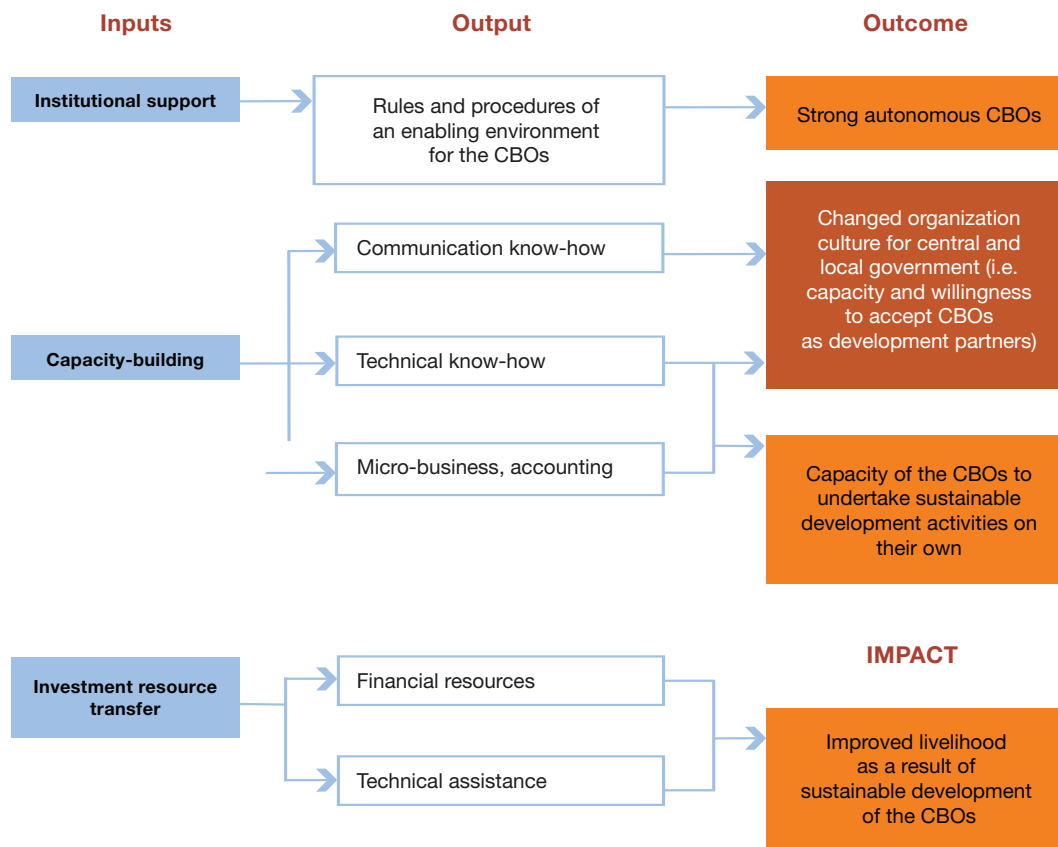 Inputs
Output
Outcome
Institutional support
Rules and procedures of
an enabling environment
for the CBOs
Strong autonomous CBOs
Capacity-building
Communication know-how
Technical know-how
Micro-business, accounting
Changed organization
culture for central and
local government (i.e.
capacity and willingness
to accept CBOs
as development partners)
Capacity of the CBOs to
undertake sustainable
development activities on
their own
Investment resource
transfer
Financial resources
Technical assistance
IMPACT
Improved livelihood
as a result of
sustainable development
of the CBOs